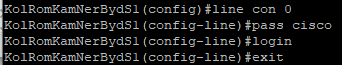 KolRomKamNerBydS1(config)#line con 0
KolRomKamNerBydS1(config-line)#pass cisco
KolRomKamNerBydS1(config-line)#login
KolRomKamNerBydS1(config-line)#exit